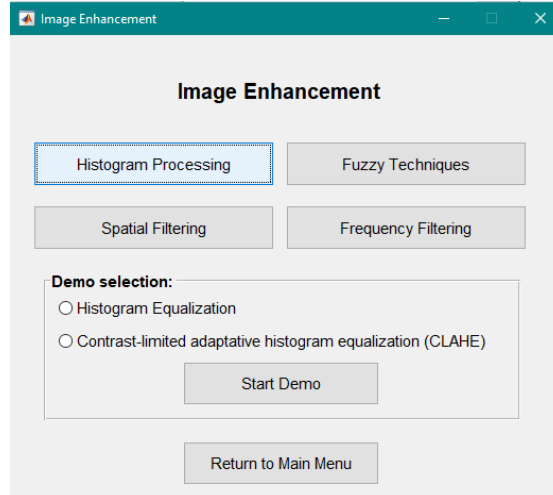 Image Enhancement
Image Enhancement
Histogram Processing
Fuzzy Techniques
Spatial Filtering
Frequency Filtering
Demo selection:
Histogram Equalization
Contrast-limited adaptative histogram equalization (CLAHE)
Start Demo
Return to Main Menu